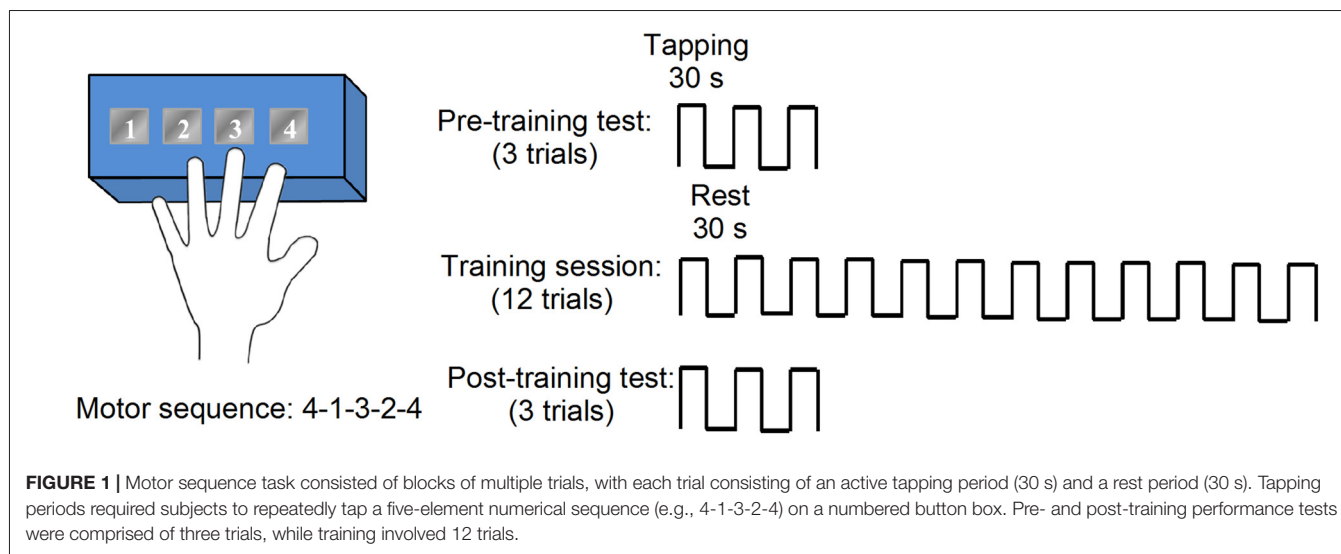 1 2 3 4
Motor sequence: 4-1-3-2-4
Tapping
30 s
Pre-training test:
(3 trials)
Rest
30 s
Training session:
(12 trials)
Post-training test:
(3 trials)
FIGURE 1 | Motor sequence task consisted of blocks of multiple trials, with each trial consisting of an active tapping period (30 s) and a rest period (30 s). Tapping
periods required subjects to repeatedly tap a five-element numerical sequence (e.g., 4-1-3-2-4) on a numbered button box. Pre- and post-training performance tests
were comprised of three trials, while training involved 12 trials.